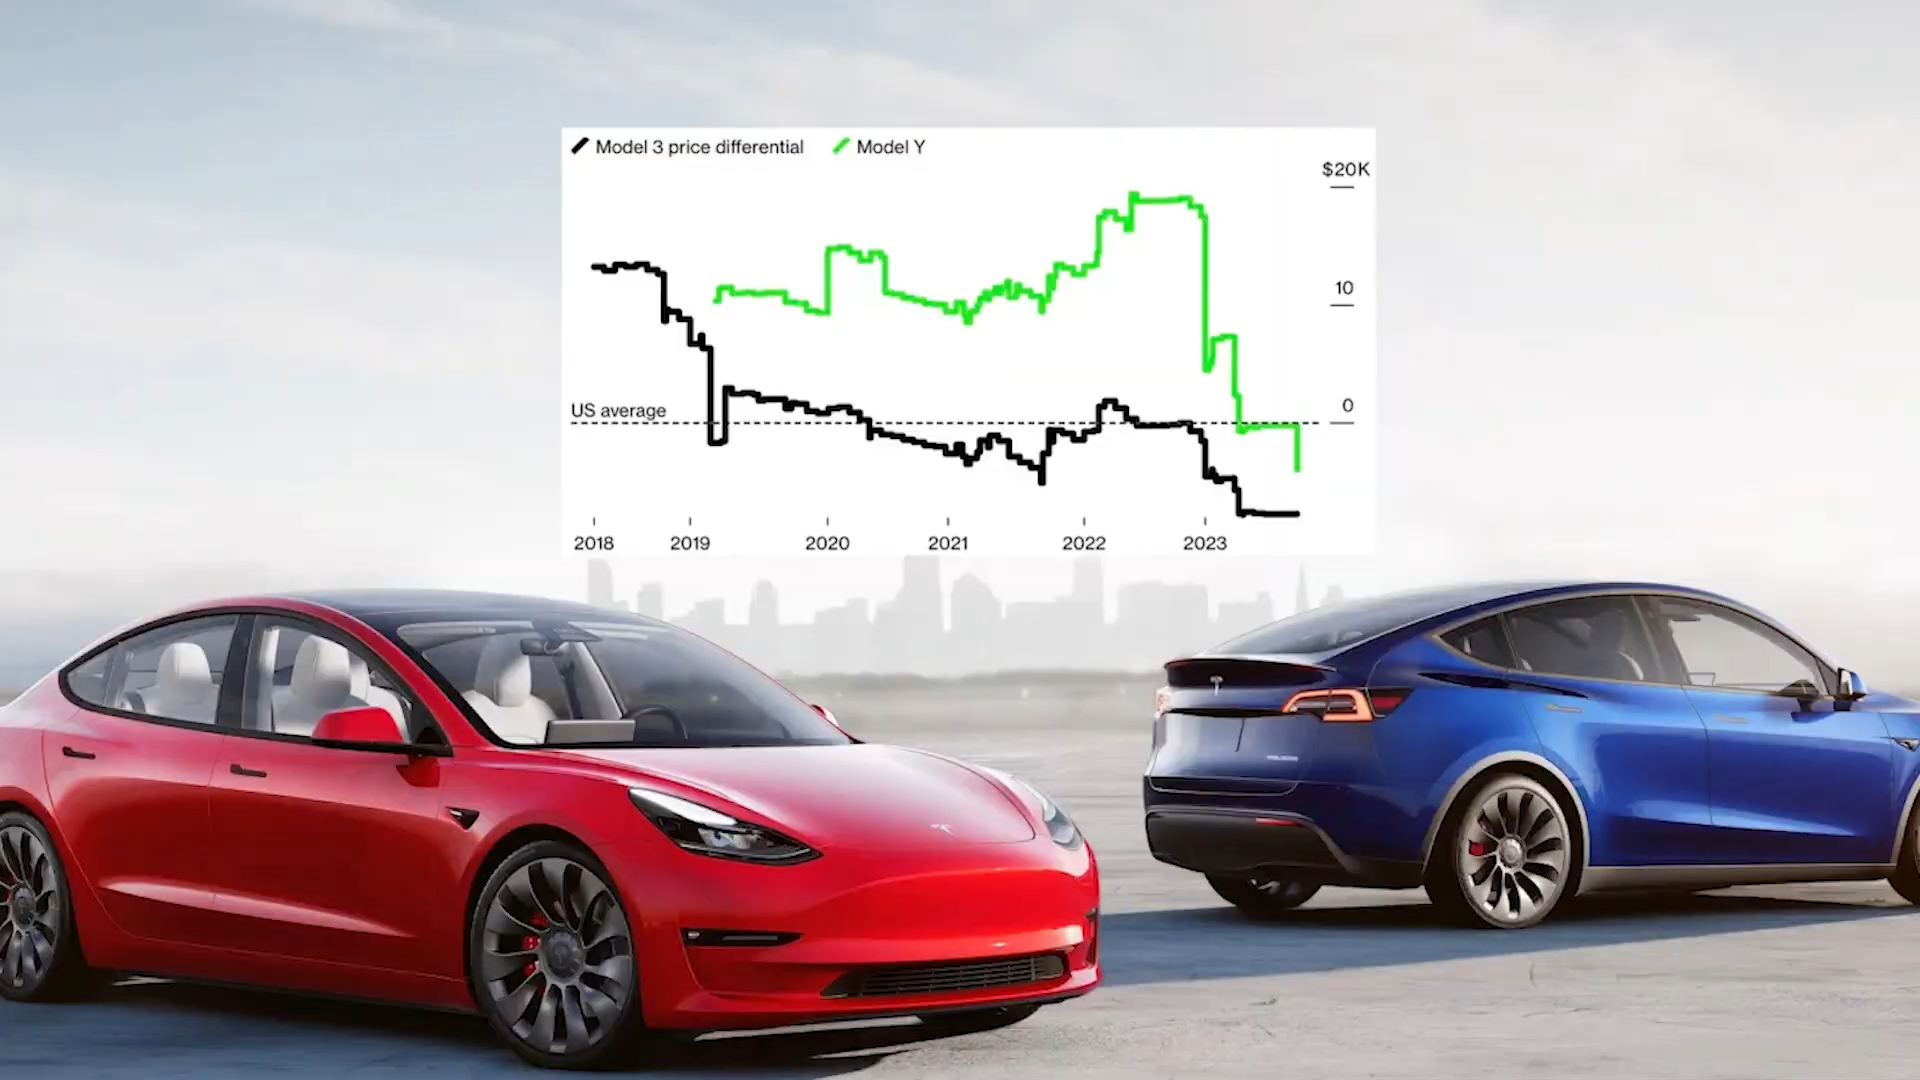 Model 3 price differential Model Y
$20K
10
US average 0
2018 2019 2020 2021 2022 2023